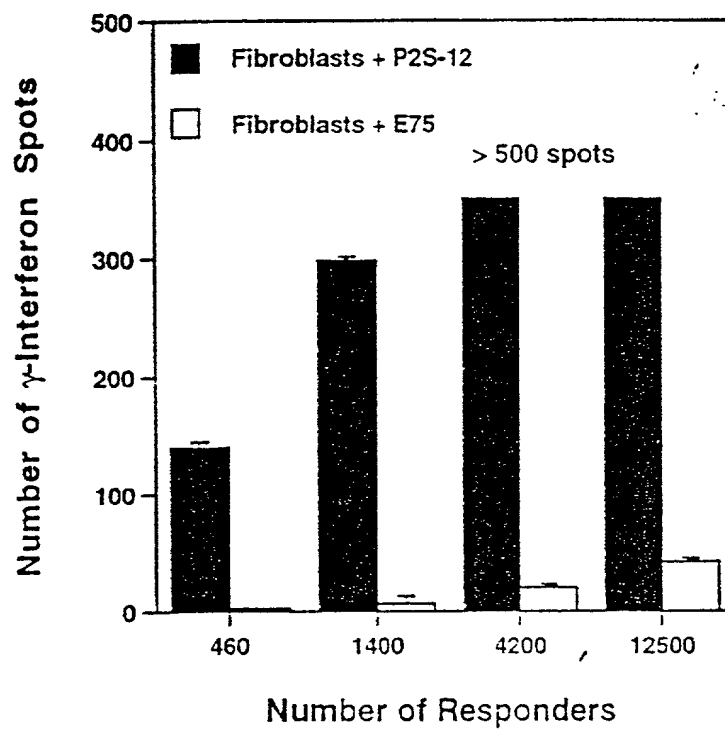 500
Fibroblasts + P2S-12
Fibroblasts + E75
> 500 spots
400
300
200
100
0
Number of γ-Interferon Spots
460 1400 4200 12500
Number of Responders